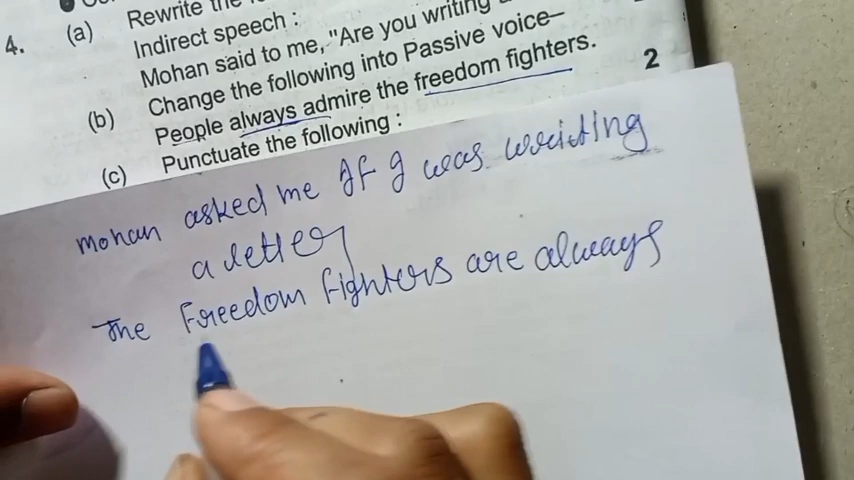 4. (a) Rewrite the
Indirect speech :
Mohan said to me, "Are you writing
(b) Change the following into Passive voice–
People always admire the freedom fighters.
2
(c) Punctuate the following :
Mohan asked me If I was writing
a letter
The Freedom Fighters are always